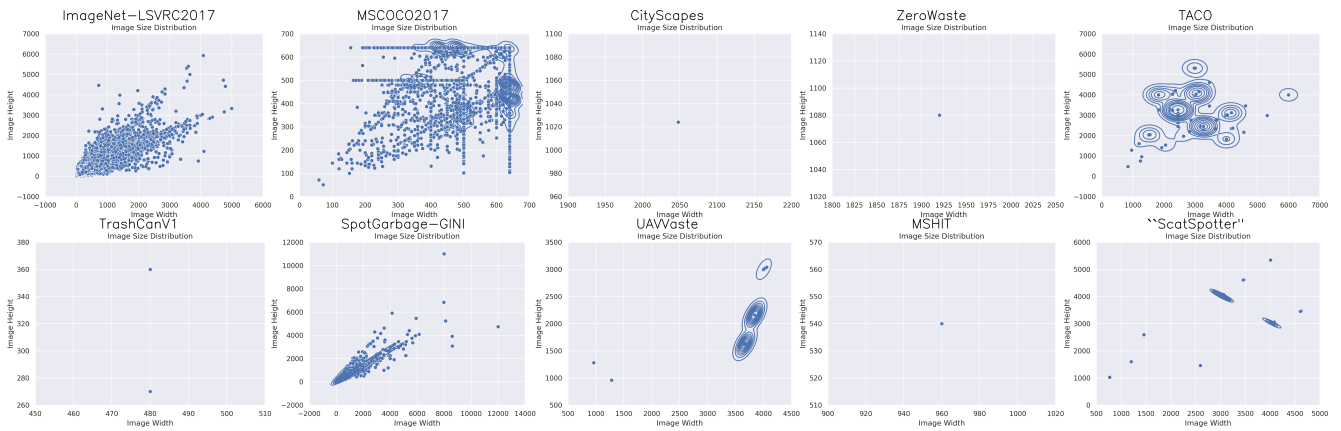 ImageNet-LSVRC2017
Image Size Distribution
Image Height
7000
6000
5000
4000
3000
2000
1000
0
−1000
−1000 0 1000 2000 3000 4000 5000 6000
Image Width
MSCOCO2017
Image Size Distribution
Image Height
700
600
500
400
300
200
100
0
0 100 200 300 400 500 600 700
Image Width
CityScapes
Image Size Distribution
Image Height
1100
1080
1060
1040
1020
1000
980
960
1900 1950 2000 2050 2100 2150 2200
Image Width
ZeroWaste
Image Size Distribution
Image Height
1140
1120
1100
1080
1060
1040
1020
1800 1825 1850 1875 1900 1925 1950 1975 2000 2025 2050
Image Width
TACO
Image Size Distribution
Image Height
7000
6000
5000
4000
3000
2000
1000
0
−1000
0 1000 2000 3000 4000 5000 6000 7000
Image Width
TrashCanV1
Image Size Distribution
Image Height
380
360
340
320
300
280
260
450 460 470 480 490 500 510
Image Width
SpotGarbage-GINI
Image Size Distribution
Image Height
12000
10000
8000
6000
4000
2000
0
−2000
−2000 0 2000 4000 6000 8000 10000 12000 14000
Image Width
UAVVaste
Image Size Distribution
Image Height
3500
3000
2500
2000
1500
1000
500
500 1000 1500 2000 2500 3000 3500 4000 4500
Image Width
MSHIT
Image Size Distribution
Image Height
570
560
550
540
530
520
510
900 920 940 960 980 1000 1020
Image Width
``ScatSpotter''
Image Size Distribution
Image Height
6000
5000
4000
3000
2000
1000
0
500 1000 1500 2000 2500 3000 3500 4000 4500 5000
Image Width